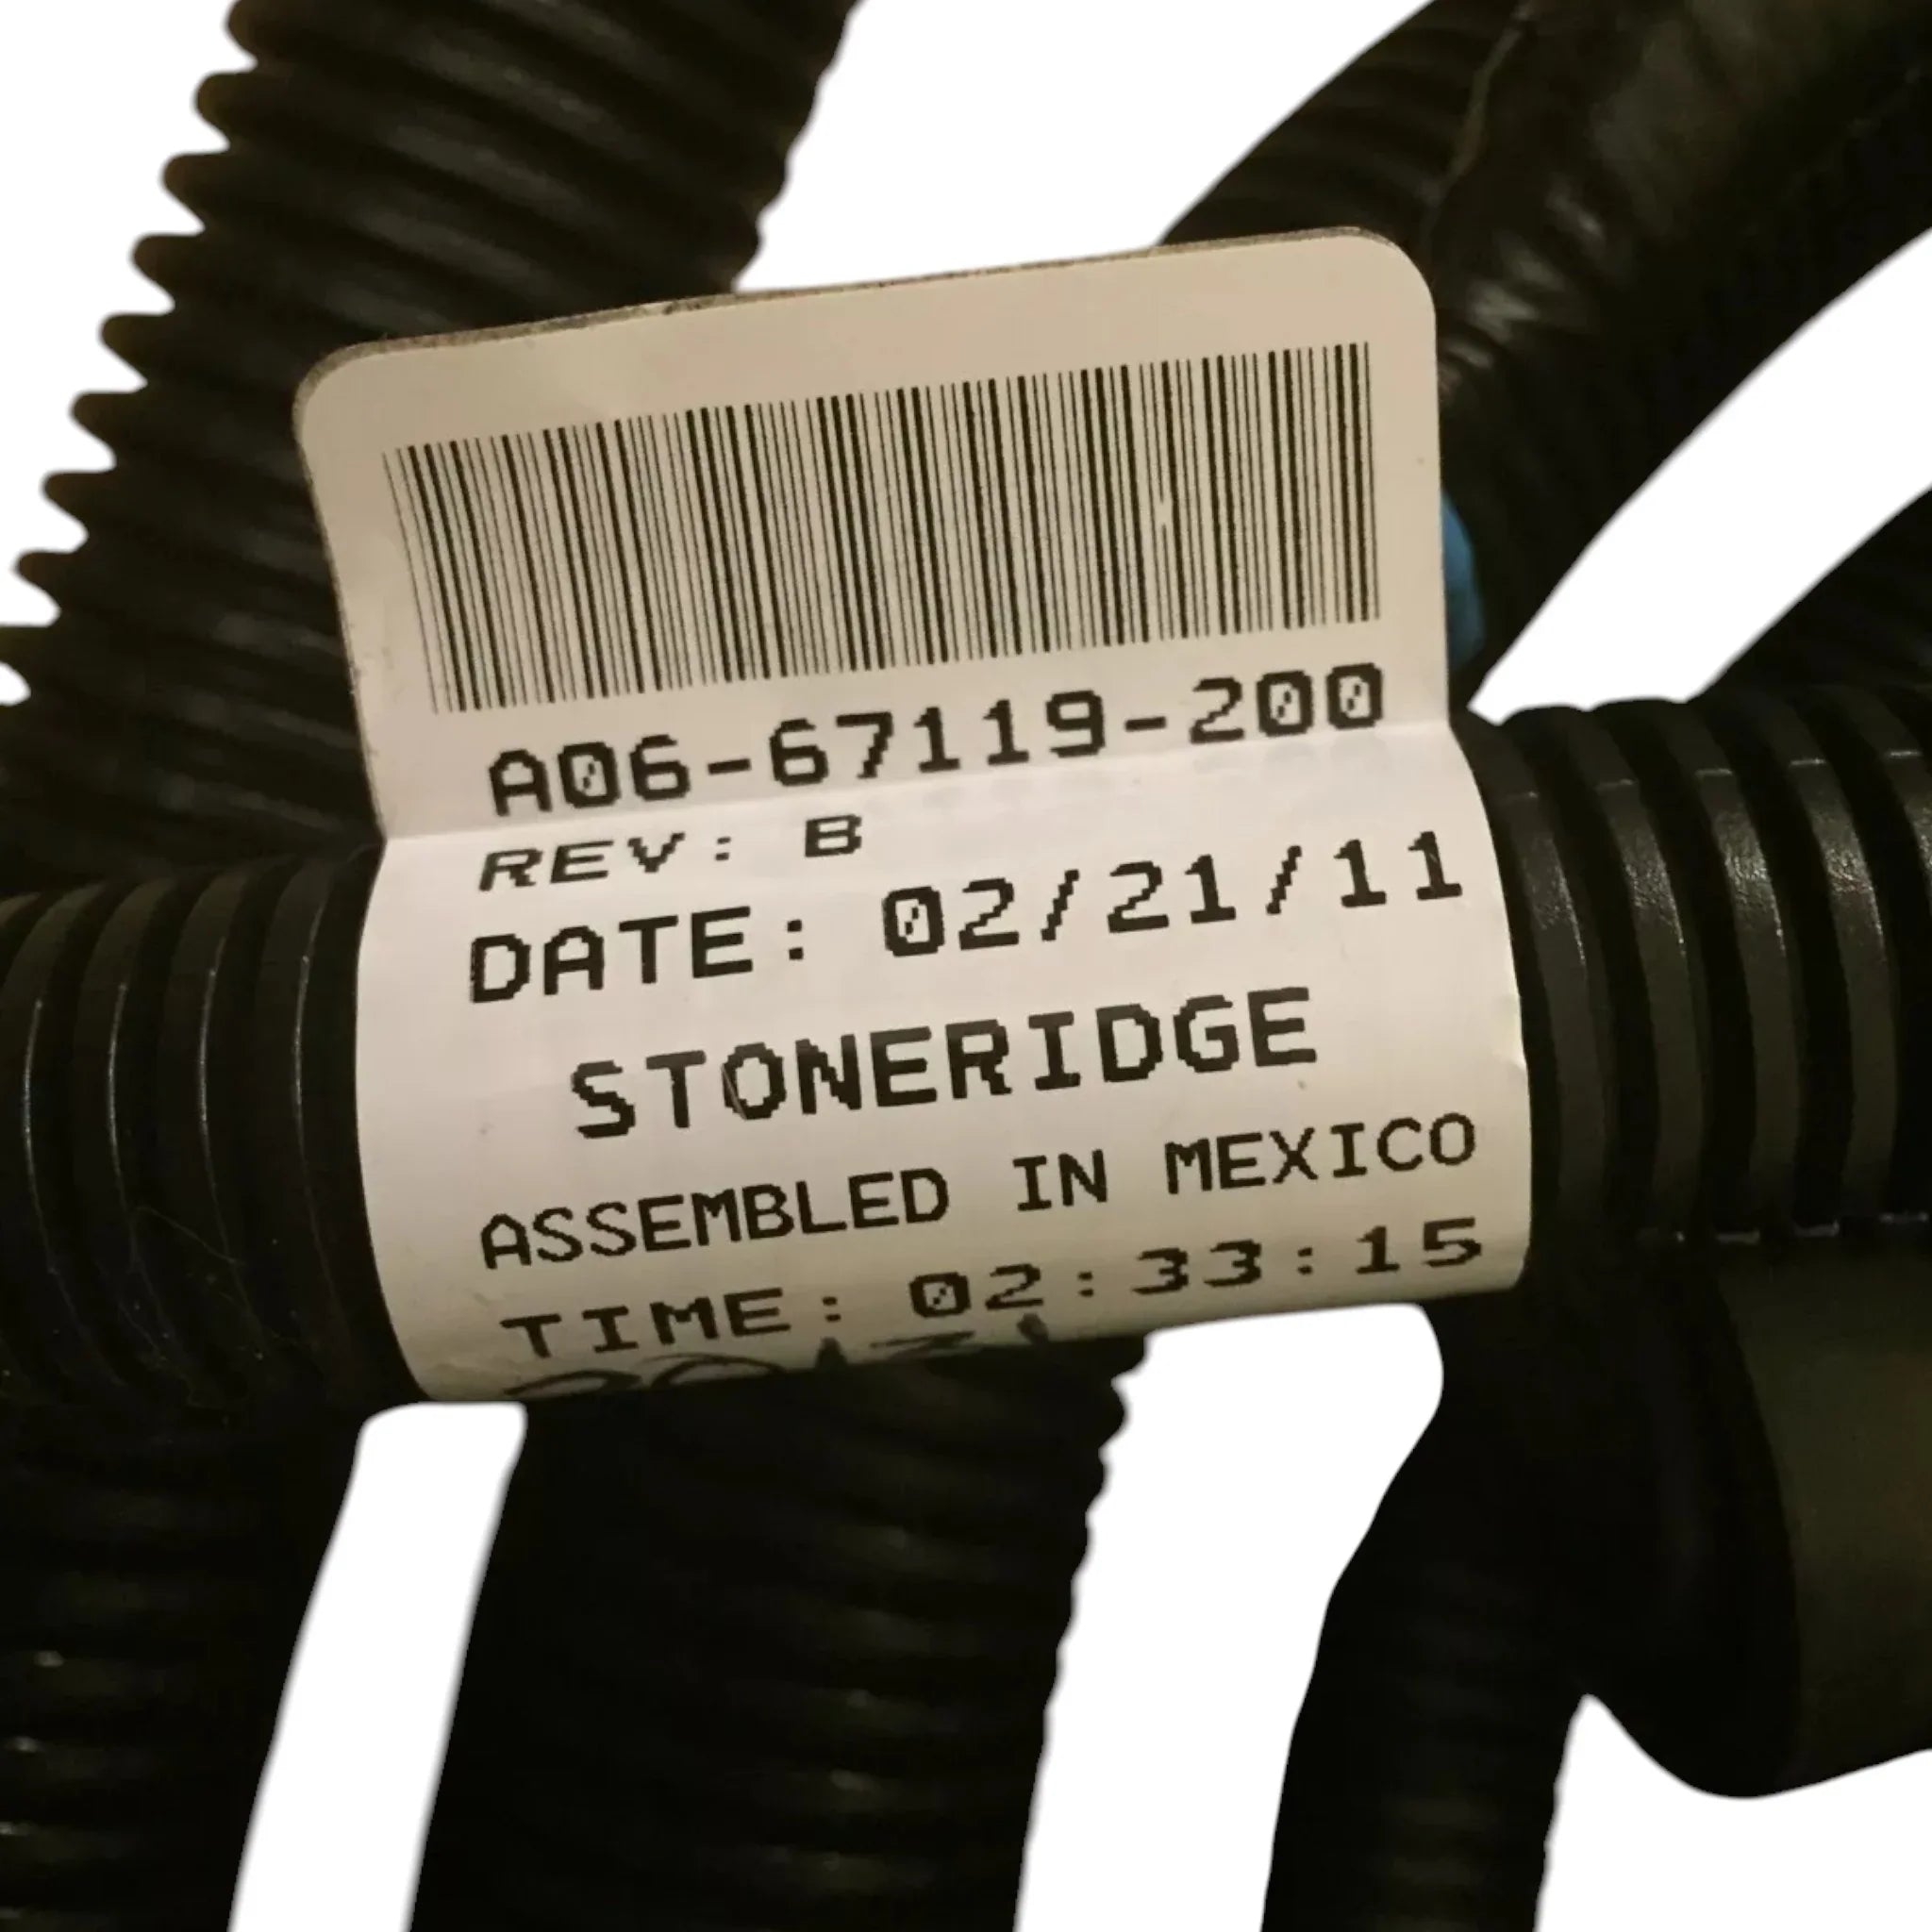 A06-67119-200
REV: B
DATE: 02/21/11
STONERIDGE
ASSEMBLED IN MEXICO
TIME: 02:33:15